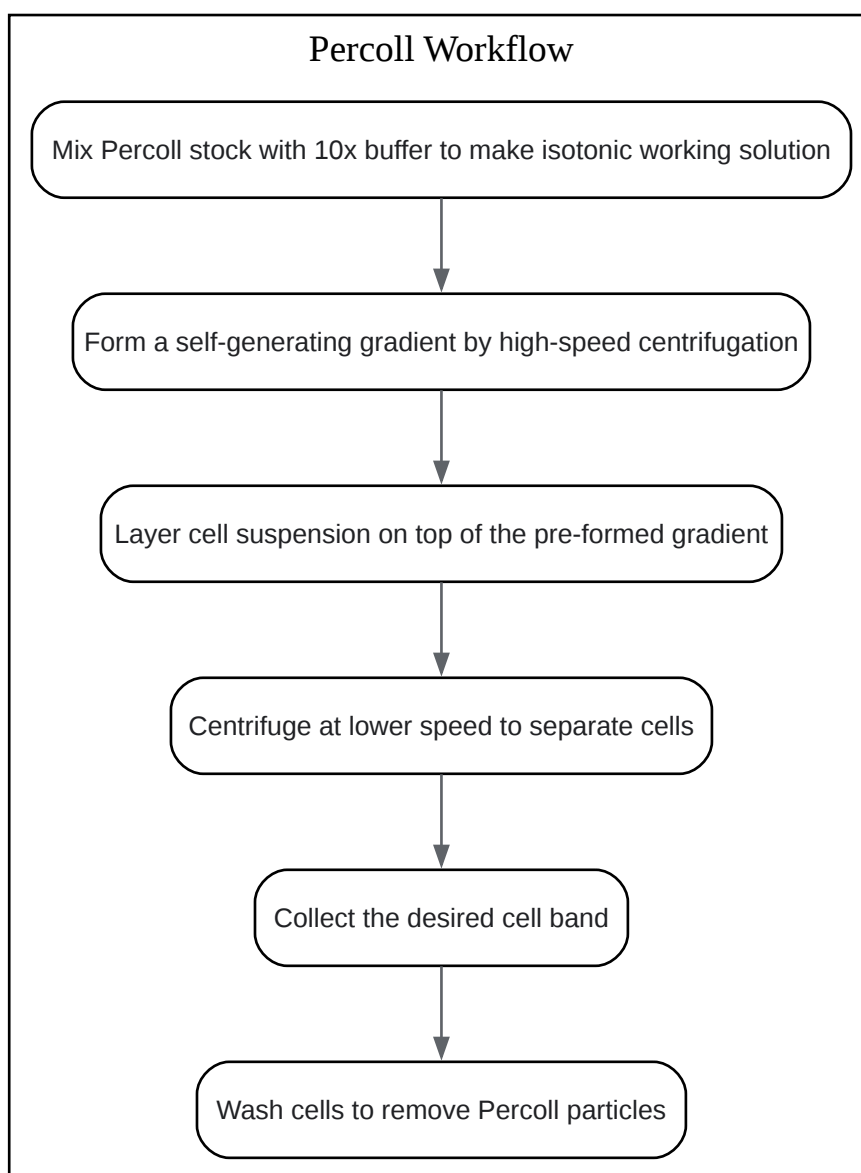 Percoll Workflow
Mix Percoll stock with 10x buffer to make isotonic working solution
Form a self-generating gradient by high-speed centrifugation
Layer cell suspension on top of the pre-formed gradient
Centrifuge at lower speed to separate cells
Collect the desired cell band
Wash cells to remove Percoll particles